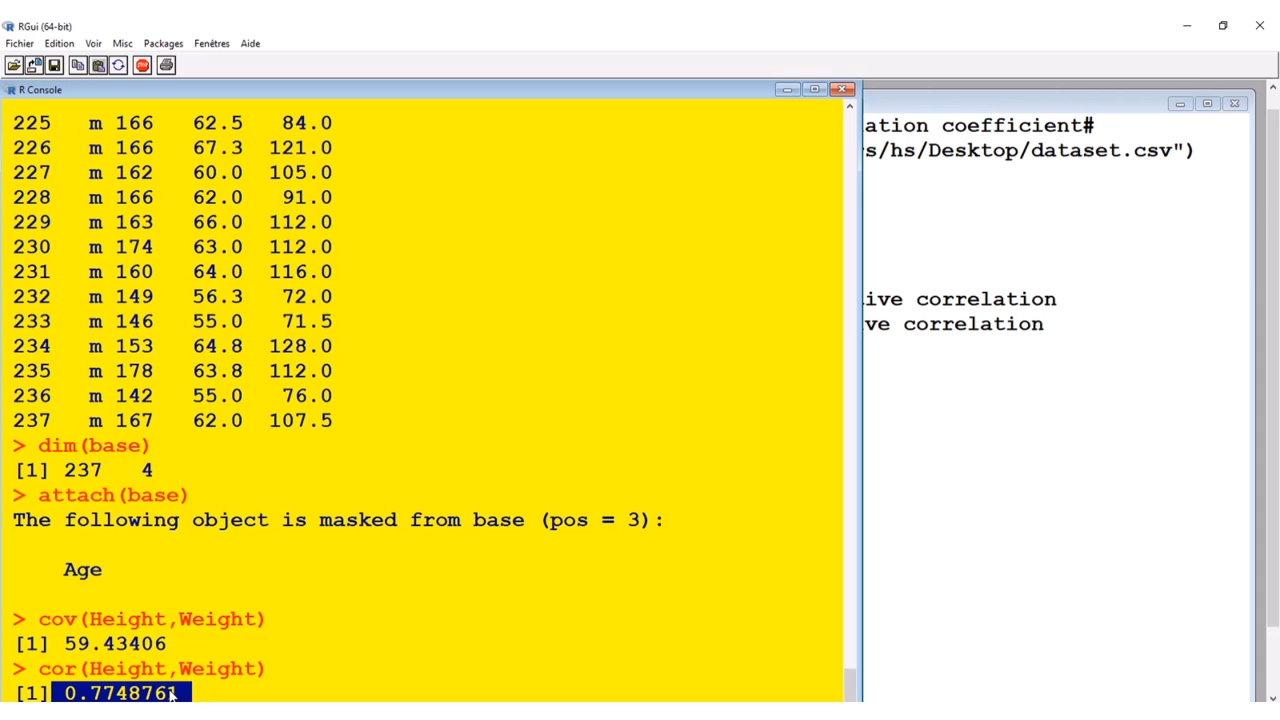 RGui (64-bit)
Fichier Edition Voir Misc Packages Fenêtres Aide
STOP
R Console
225 m 166 62.5 84.0
226 m 166 67.3 121.0
227 m 162 60.0 105.0
228 m 166 62.0 91.0
229 m 163 66.0 112.0
230 m 174 63.0 112.0
231 m 160 64.0 116.0
232 m 149 56.3 72.0
233 m 146 55.0 71.5
234 m 153 64.8 128.0
235 m 178 63.8 112.0
236 m 142 55.0 76.0
237 m 167 62.0 107.5
> dim(base)
[1] 237 4
> attach(base)
The following object is masked from base (pos = 3):
Age
> cov(Height,Weight)
[1] 59.43406
> cor(Height,Weight)
[1] 0.7748761
ation coefficient#
s/hs/Desktop/dataset.csv")
ive correlation
ve correlation